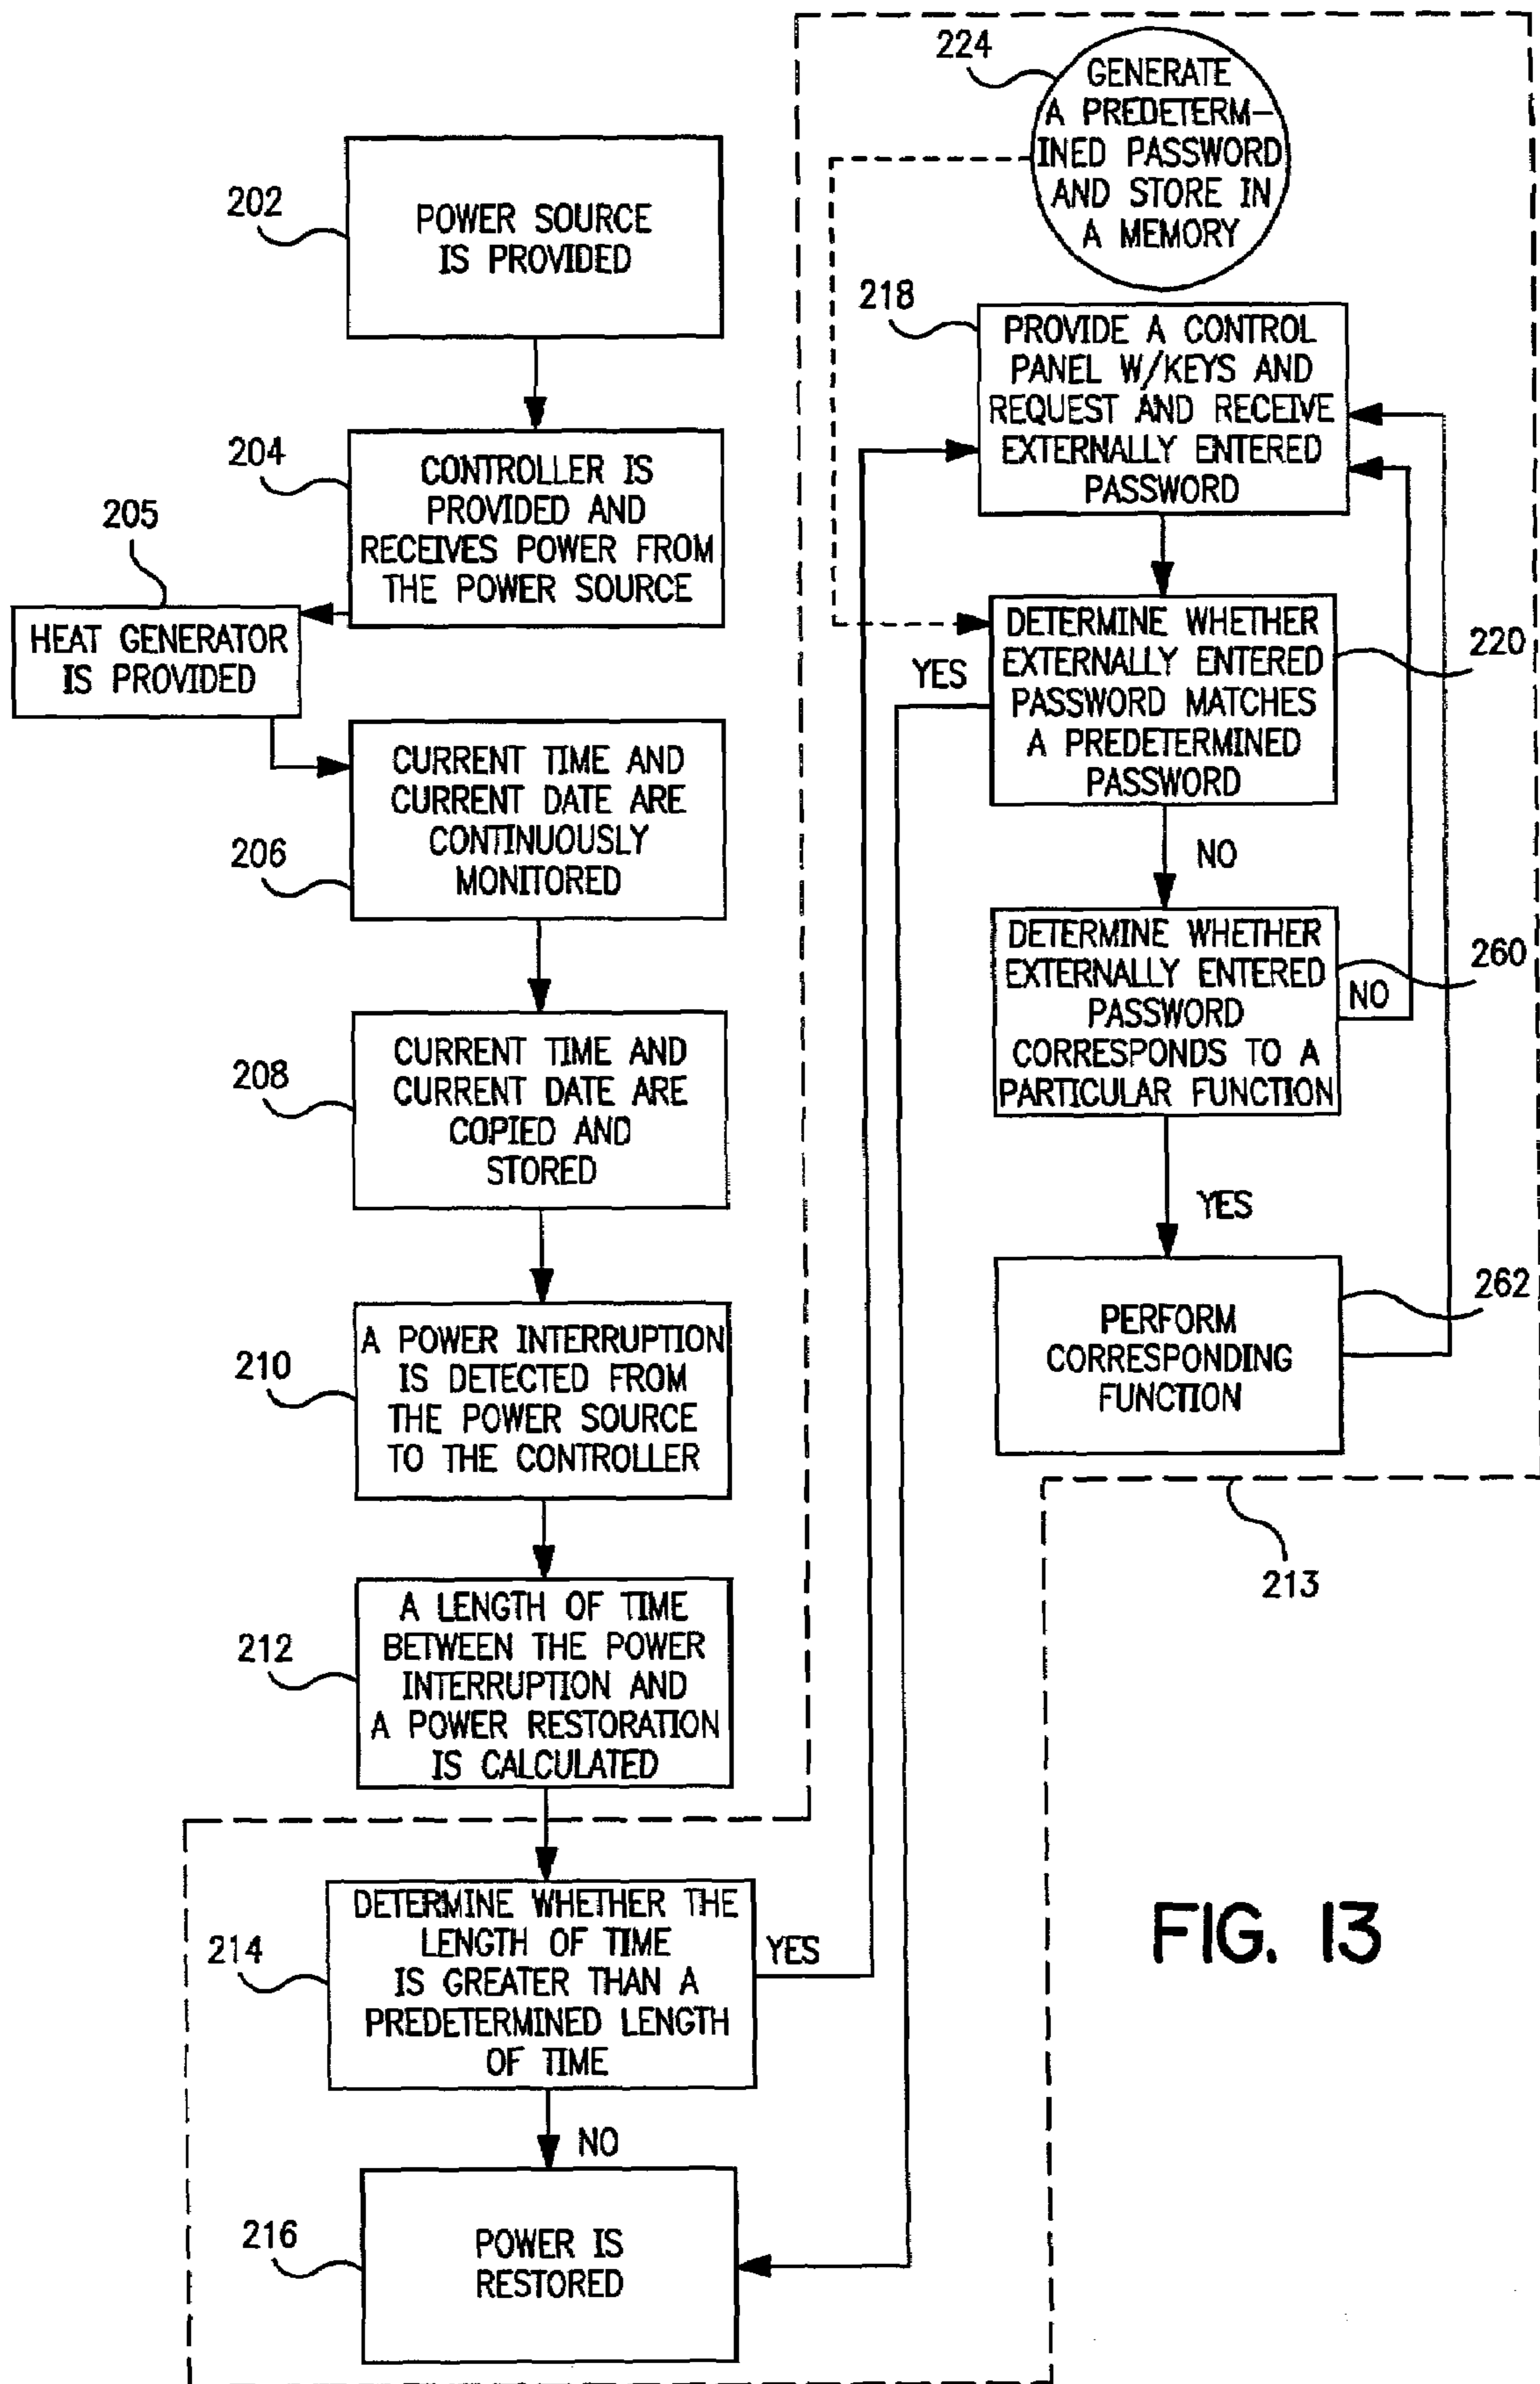 202
POWER SOURCE
IS PROVIDED
204
CONTROLLER IS
PROVIDED AND
RECEIVES POWER FROM
THE POWER SOURCE
205
HEAT GENERATOR
IS PROVIDED
206
CURRENT TIME AND
CURRENT DATE ARE
CONTINUOUSLY
MONITORED
208
CURRENT TIME AND
CURRENT DATE ARE
COPIED AND
STORED
210
A POWER INTERRUPTION
IS DETECTED FROM
THE POWER SOURCE
TO THE CONTROLLER
212
A LENGTH OF TIME
BETWEEN THE POWER
INTERRUPTION AND
A POWER RESTORATION
IS CALCULATED
214
DETERMINE WHETHER THE
LENGTH OF TIME
IS GREATER THAN A
PREDETERMINED LENGTH
OF TIME
YES
NO
216
POWER IS
RESTORED
224
GENERATE
A PREDETERM-
INED PASSWORD
AND STORE IN
A MEMORY
218
PROVIDE A CONTROL
PANEL W/KEYS AND
REQUEST AND RECEIVE
EXTERNALLY ENTERED
PASSWORD
220
DETERMINE WHETHER
EXTERNALLY ENTERED
PASSWORD MATCHES
A PREDETERMINED
PASSWORD
YES
NO
260
DETERMINE WHETHER
EXTERNALLY ENTERED
PASSWORD
CORRESPONDS TO A
PARTICULAR FUNCTION
NO
YES
262
PERFORM
CORRESPONDING
FUNCTION
213
FIG. 13